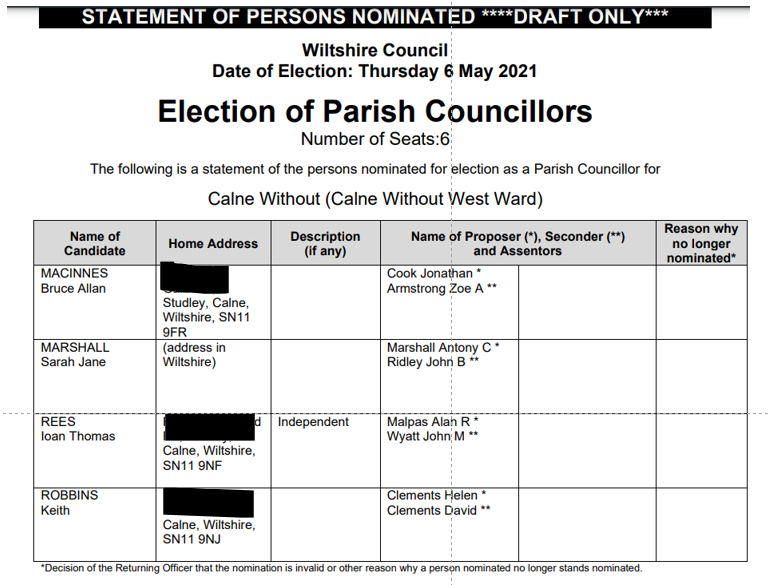 STATEMENT OF PERSONS NOMINATED ****DRAFT ONLY***
Wiltshire Council
Date of Election: Thursday 6 May 2021
Election of Parish Councillors
Number of Seats:6
The following is a statement of the persons nominated for election as a Parish Councillor for
Calne Without (Calne Without West Ward)
Name of Candidate
Home Address
Description (if any)
Name of Proposer (*), Seconder (**) and Assentors
Reason why no longer nominated*
MACINNES
Bruce Allan
Studley, Calne,
Wiltshire, SN11
9FR
Cook Jonathan *
Armstrong Zoe A **
MARSHALL
Sarah Jane
(address in
Wiltshire)
Marshall Antony C *
Ridley John B **
REES
Ioan Thomas
Calne, Wiltshire,
SN11 9NF
Independent
Malpas Alan R *
Wyatt John M **
ROBBINS
Keith
Calne, Wiltshire,
SN11 9NJ
Clements Helen *
Clements David **
*Decision of the Returning Officer that the nomination is invalid or other reason why a person nominated no longer stands nominated.